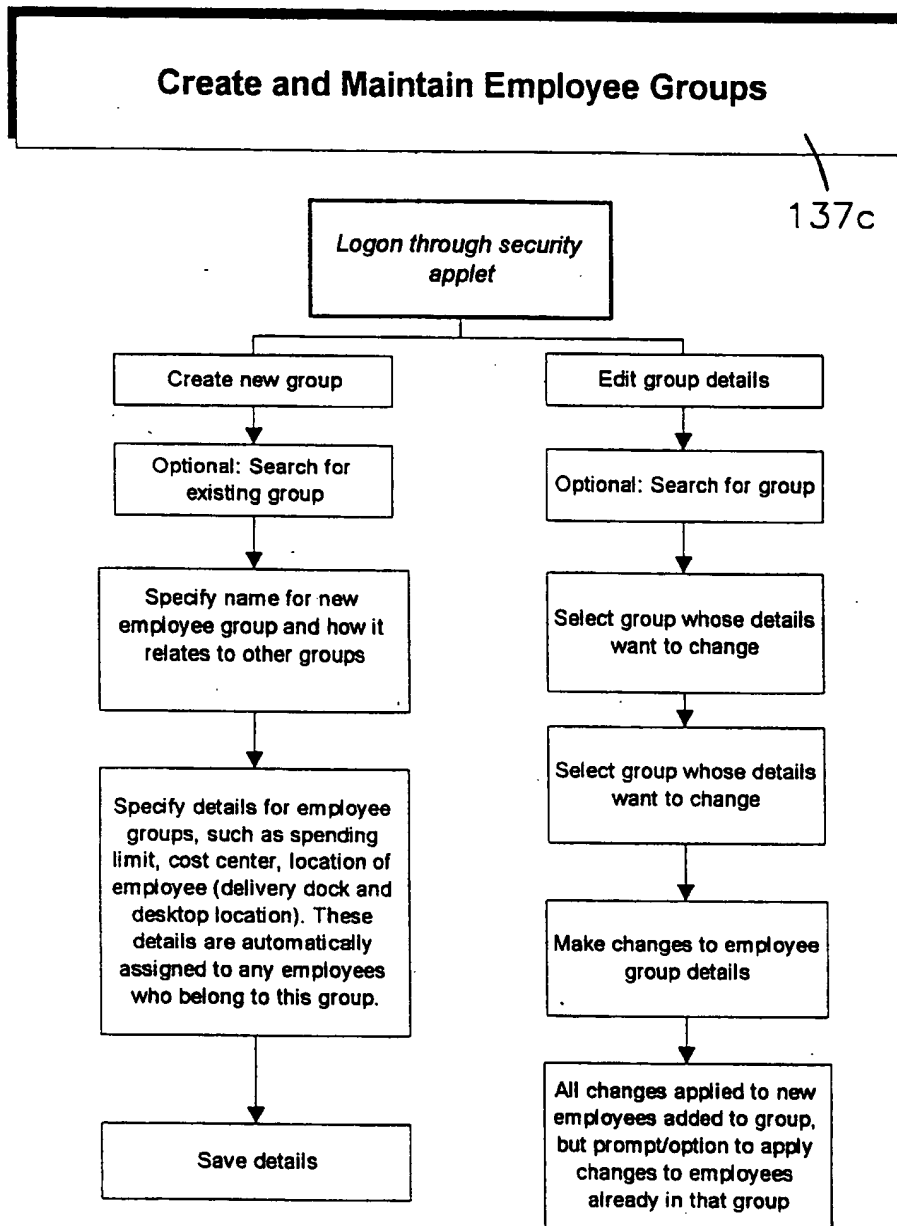 Create and Maintain Employee Groups
137c
Logon through security
applet
Create new group
Optional: Search for
existing group
Specify name for new
employee group and how it
relates to other groups
Specify details for employee
groups, such as spending
limit, cost center, location of
employee (delivery dock and
desktop location). These
details are automatically
assigned to any employees
who belong to this group.
Save details
Edit group details
Optional: Search for group
Select group whose details
want to change
Select group whose details
want to change
Make changes to employee
group details
All changes applied to new
employees added to group,
but prompt/option to apply
changes to employees
already in that group